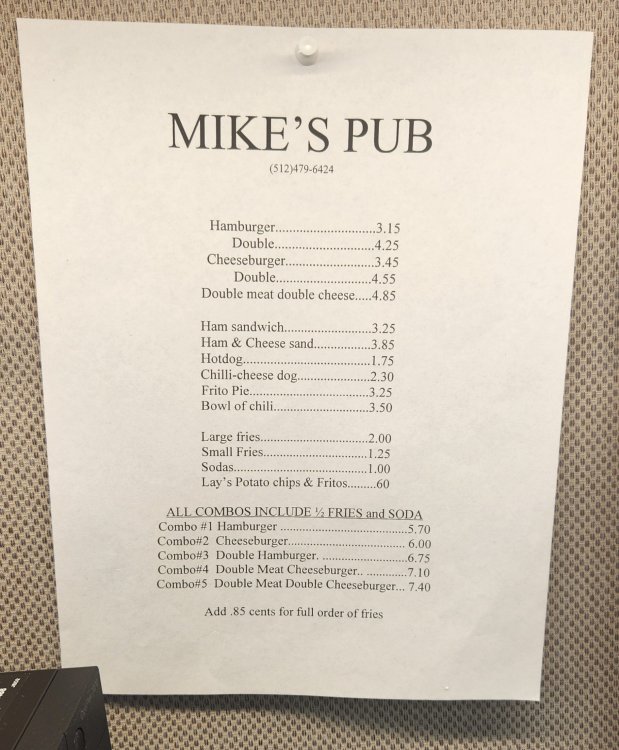 MIKE'S PUB
(512)479-6424
Hamburger.............................3.15
Double............................4.25
Cheeseburger........................3.45
Double...........................4.55
Double meat double cheese.....4.85
Ham sandwich........................3.25
Ham & Cheese sand................3.85
Hotdog....................................1.75
Chilli-cheese dog....................2.30
Frito Pie..................................3.25
Bowl of chili...........................3.50
Large fries...............................2.00
Small Fries..............................1.25
Sodas......................................1.00
Lay's Potato chips & Fritos.........60
ALL COMBOS INCLUDE ½ FRIES and SODA
Combo #1 Hamburger .....................................5.70
Combo#2 Cheeseburger.................................. 6.00
Combo#3 Double Hamburger. .........................6.75
Combo#4 Double Meat Cheeseburger.. ............7.10
Combo#5 Double Meat Double Cheeseburger... 7.40
Add .85 cents for full order of fries